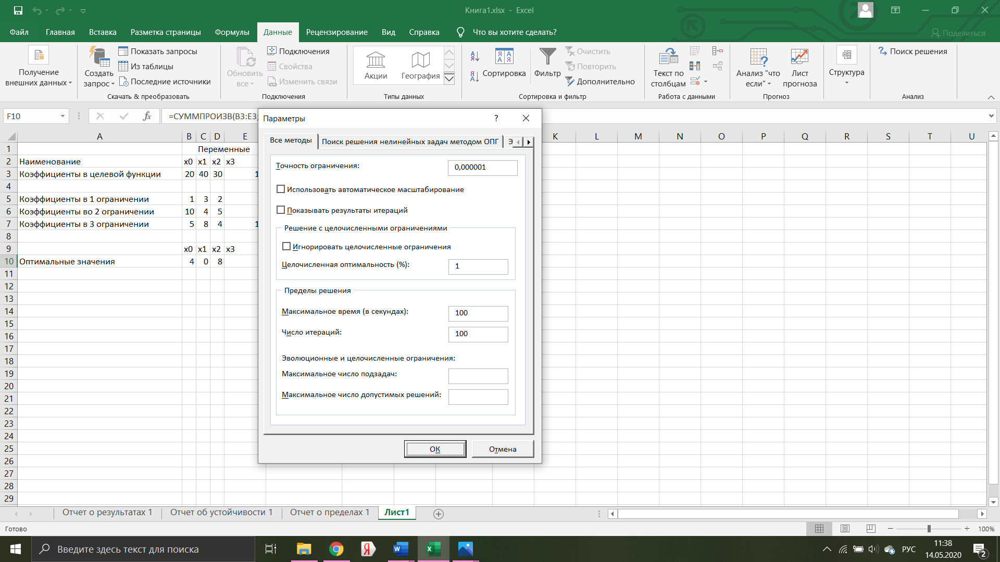 Книга1.xlsx - Excel
Файл Главная Вставка Разметка страницы Формулы Данные Рецензирование Вид Справка Что вы хотите сделать? Поделиться
Получение внешних данных
Создать запрос
Показать запросы
Из таблицы
Последние источники
Скачать & преобразовать
Обновить все
Подключения
Свойства
Изменить связи
Подключения
Акции
География
Типы данных
Сортировка
Фильтр
Очистить
Повторить
Дополнительно
Сортировка и фильтр
Текст по столбцам
Работа с данными
Анализ "что если"
Лист прогноза
Прогноз
Структура
Поиск решения
Анализ
F10 fx =СУММПРОИЗВ(B3:E3;
A B C D E K L M N O P Q R S T U
1 Переменные
2 Наименование x0 x1 x2 x3
3 Коэффициенты в целевой функции 20 40 30 1
4
5 Коэффициенты в 1 ограничении 1 3 2
6 Коэффициенты во 2 ограничении 10 4 5
7 Коэффициенты в 3 ограничении 5 8 4 1
8
9 x0 x1 x2 x3
10 Оптимальные значения 4 0 8
11
12
13
14
15
16
17
18
19
20
21
22
23
24
25
26
27
28
29
Параметры ?
Все методы Поиск решения нелинейных задач методом ОПГ Э
Точность ограничения: 0,000001
Использовать автоматическое масштабирование
Показывать результаты итераций
Решение с целочисленными ограничениями
Игнорировать целочисленные ограничения
Целочисленная оптимальность (%): 1
Пределы решения
Максимальное время (в секундах): 100
Число итераций: 100
Эволюционные и целочисленные ограничения:
Максимальное число подзадач:
Максимальное число допустимых решений:
ОК Отмена
Отчет о результатах 1 Отчет об устойчивости 1 Отчет о пределах 1 Лист1
Готово 100%
Введите здесь текст для поиска
РУС
11:38
14.05.2020
2